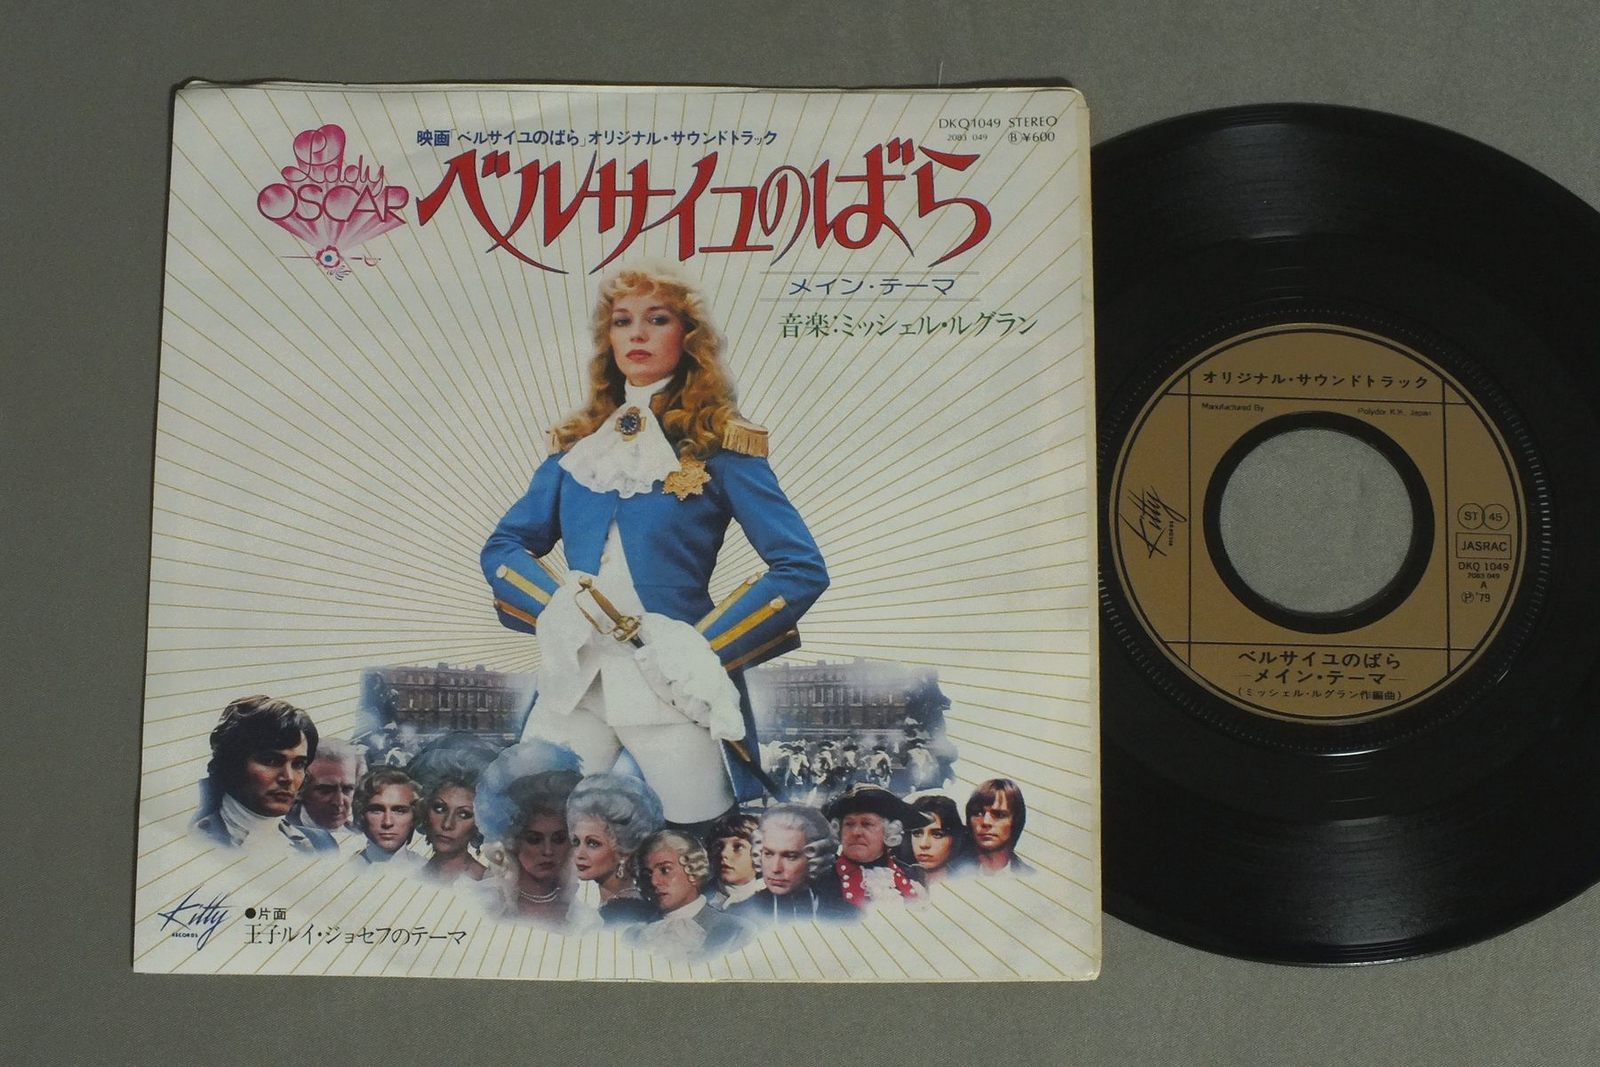 Lady
OSCAR
映画「ベルサイユのばら」オリジナル・サウンドトラック
DKQ1049 STEREO
2083 049 Ⓑ¥600
ベルサイユのばら
メイン・テーマ
音楽:ミッシェル・ルグラン
Kitty
RECORDS
●片面
王子ルイ・ジョセフのテーマ
オリジナル・サウンドトラック
Manufactured By Polydor K.K., Japan
Kitty
RECORDS
ST 45
JASRAC
DKQ 1049
2083 049
A
Ⓟ'79
ベルサイユのばら
―メイン・テーマ―
(ミッシェル・ルグラン作編曲)